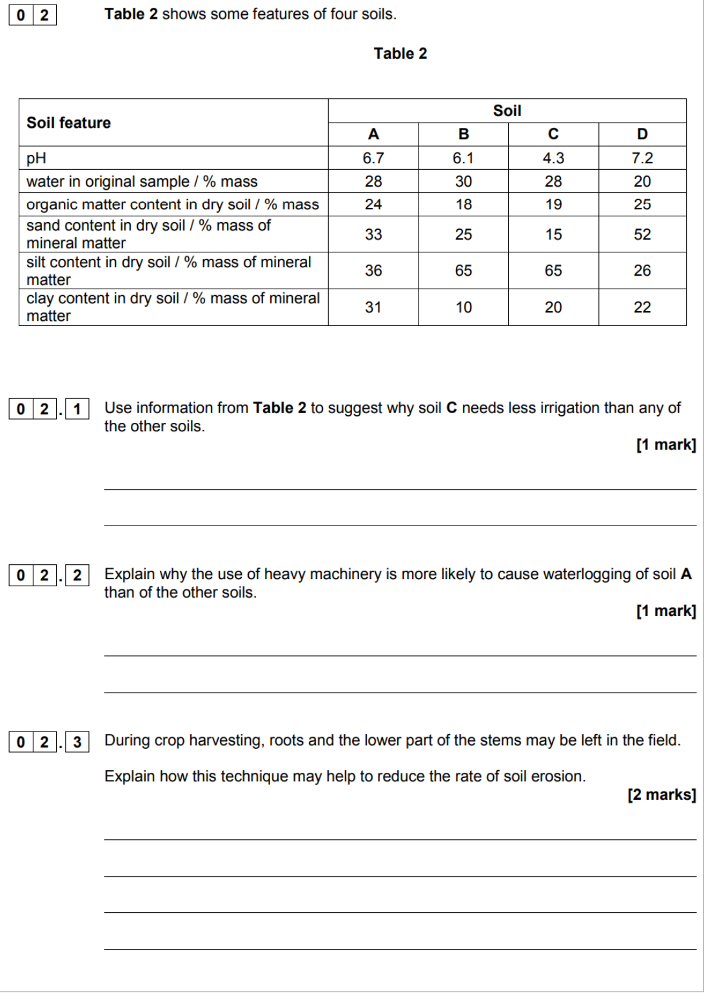 0 2 Table 2 shows some features of four soils.
Table 2
Soil feature
Soil
A B C D
pH 6.7 6.1 4.3 7.2
water in original sample / % mass 28 30 28 20
organic matter content in dry soil / % mass 24 18 19 25
sand content in dry soil / % mass of
mineral matter 33 25 15 52
silt content in dry soil / % mass of mineral
matter 36 65 65 26
clay content in dry soil / % mass of mineral
matter 31 10 20 22
0 2 . 1 Use information from Table 2 to suggest why soil C needs less irrigation than any of
the other soils.
[1 mark]
0 2 . 2 Explain why the use of heavy machinery is more likely to cause waterlogging of soil A
than of the other soils.
[1 mark]
0 2 . 3 During crop harvesting, roots and the lower part of the stems may be left in the field.
Explain how this technique may help to reduce the rate of soil erosion.
[2 marks]